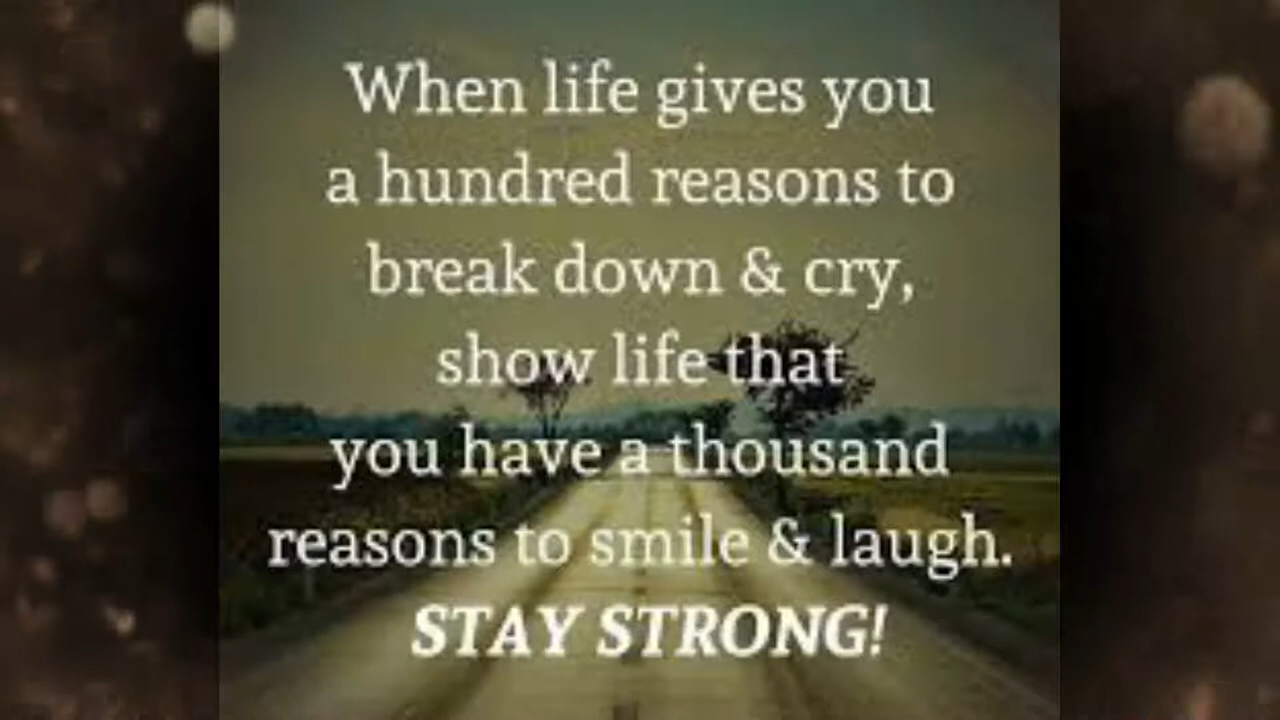 When life gives you
a hundred reasons to
break down & cry,
show life that
you have a thousand
reasons to smile & laugh.
STAY STRONG!